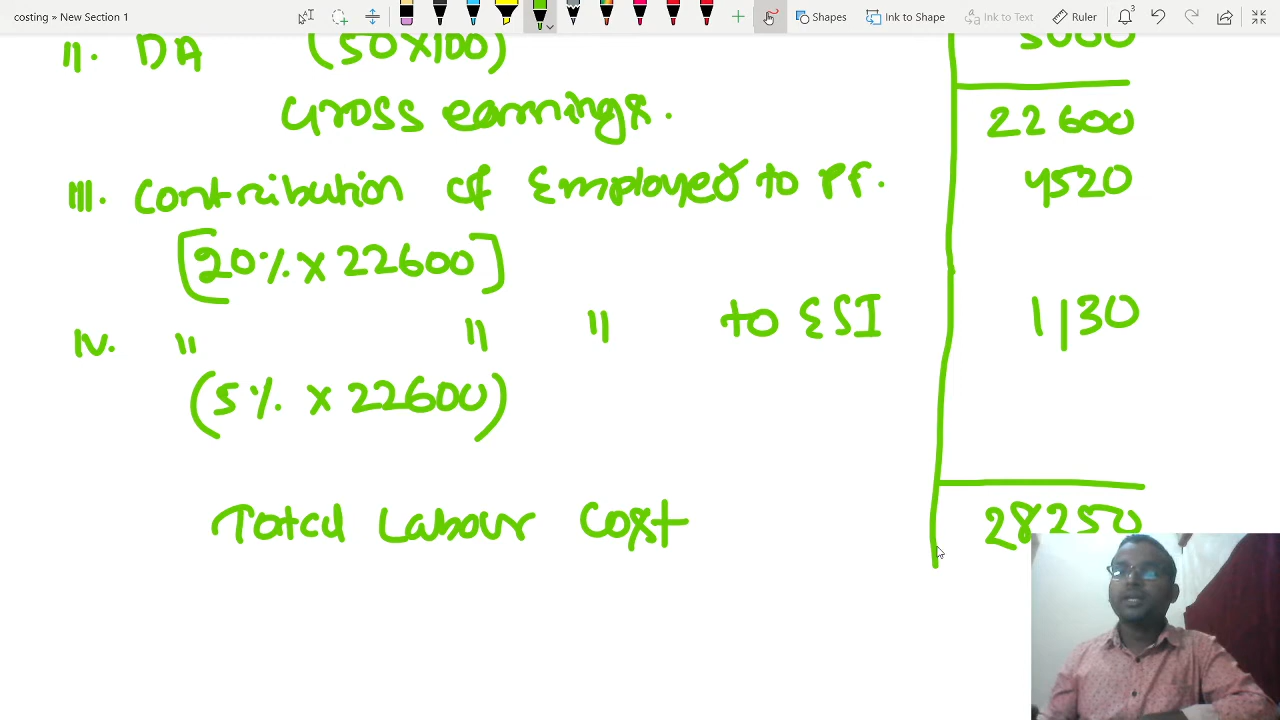 costing » New Section 1
Shapes
Ink to Shape
Ink to Text
Ruler
II. DA (50x100) 5000
Gross earnings. 22600
III. Contribution of Employer to PF. 4520
[20% x 22600]
IV. " " " to ESI 1130
(5% x 22600)
Total Labour Cost 28250